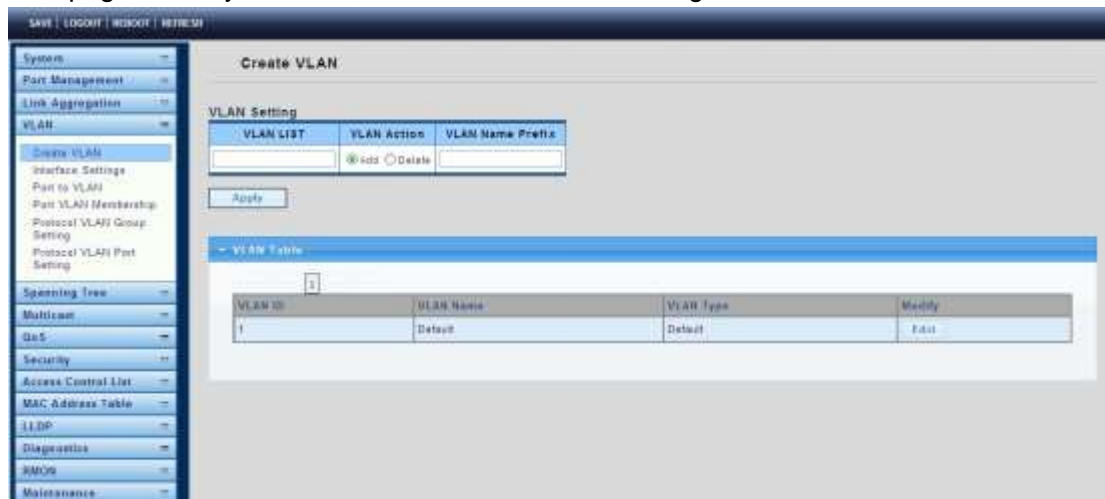 SAVE | LOGOUT | REBOOT | REFRESH
System
Port Management
Link Aggregation
VLAN
Create VLAN
Interface Settings
Port to VLAN
Port VLAN Membership
Protocol VLAN Group
Setting
Protocol VLAN Port
Setting
Spanning Tree
Multicast
QoS
Security
Access Control List
MAC Address Table
LLDP
Diagnostics
RMON
Maintenance
Create VLAN
VLAN Setting
VLAN LIST VLAN Action VLAN Name Prefix
Add Delete
Apply
VLAN Table
1
VLAN ID VLAN Name VLAN Type Modify
1 Default Default Edit